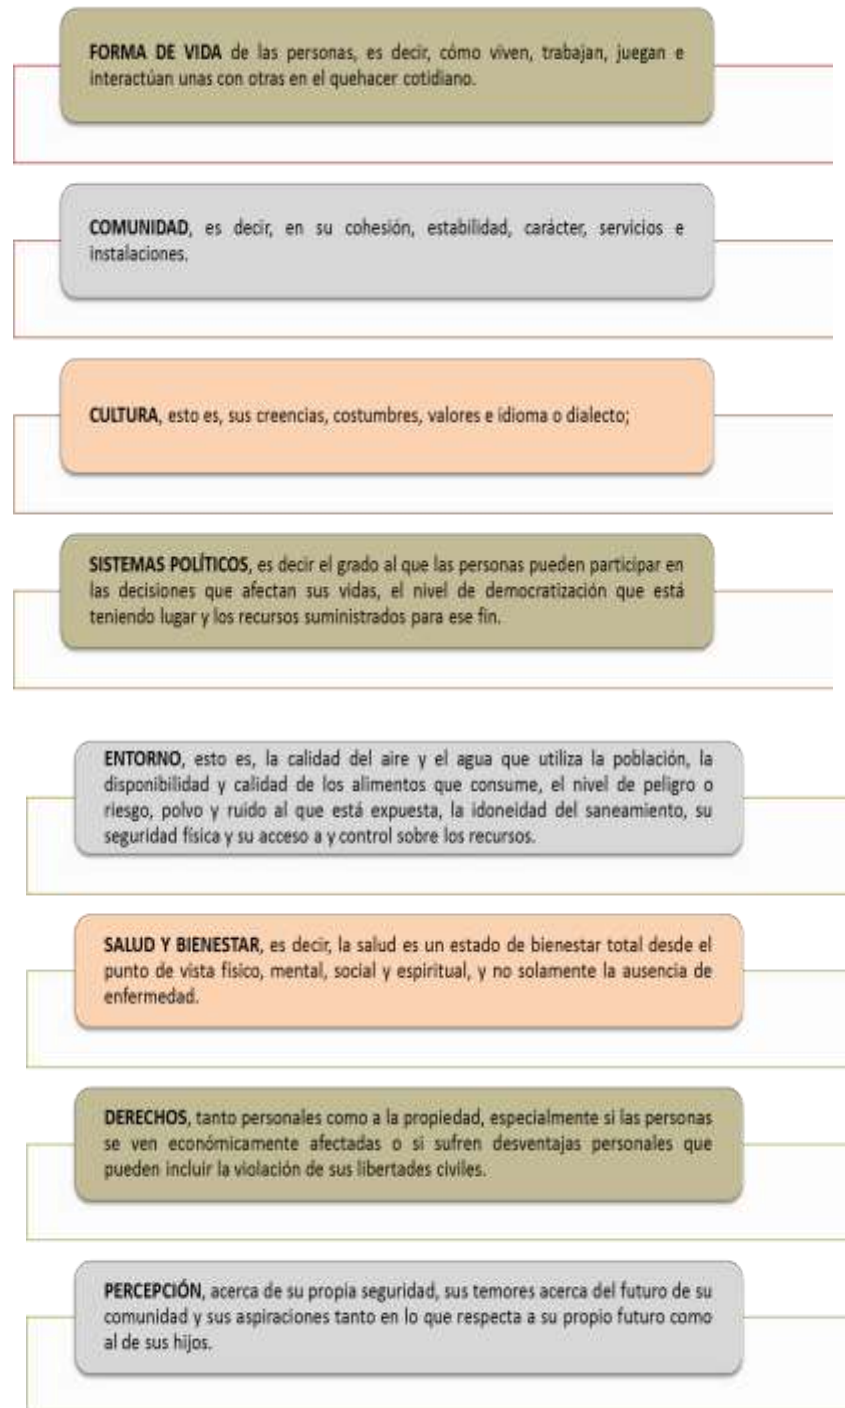 FORMA DE VIDA de las personas, es decir, cómo viven, trabajan, juegan e
interactúan unas con otras en el quehacer cotidiano.
COMUNIDAD, es decir, en su cohesión, estabilidad, carácter, servicios e
instalaciones.
CULTURA, esto es, sus creencias, costumbres, valores e idioma o dialecto;
SISTEMAS POLÍTICOS, es decir el grado al que las personas pueden participar en
las decisiones que afectan sus vidas, el nivel de democratización que está
teniendo lugar y los recursos suministrados para ese fin.
ENTORNO, esto es, la calidad del aire y el agua que utiliza la población, la
disponibilidad y calidad de los alimentos que consume, el nivel de peligro o
riesgo, polvo y ruido al que está expuesta, la idoneidad del saneamiento, su
seguridad física y su acceso a y control sobre los recursos.
SALUD Y BIENESTAR, es decir, la salud es un estado de bienestar total desde el
punto de vista físico, mental, social y espiritual, y no solamente la ausencia de
enfermedad.
DERECHOS, tanto personales como a la propiedad, especialmente si las personas
se ven económicamente afectadas o si sufren desventajas personales que
pueden incluir la violación de sus libertades civiles.
PERCEPCIÓN, acerca de su propia seguridad, sus temores acerca del futuro de su
comunidad y sus aspiraciones tanto en lo que respecta a su propio futuro como
al de sus hijos.